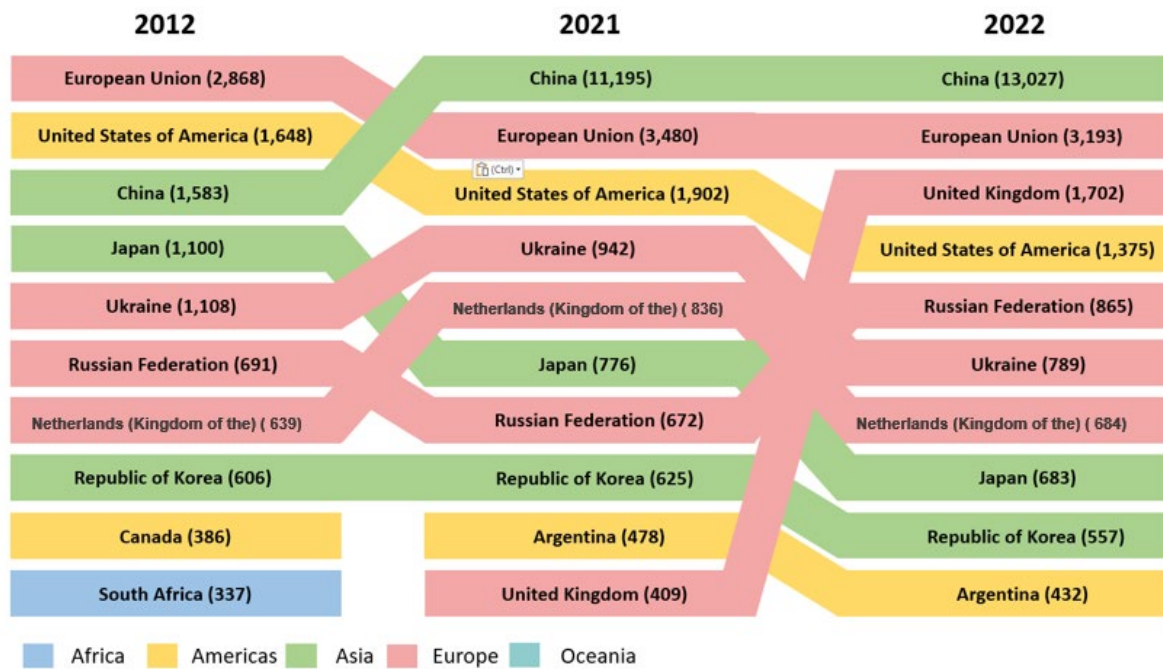 2012 2021 2022
European Union (2,868) China (11,195) China (13,027)
United States of America (1,648) European Union (3,480) European Union (3,193)
(Ctrl)
China (1,583) United States of America (1,902) United Kingdom (1,702)
Japan (1,100) Ukraine (942) United States of America (1,375)
Ukraine (1,108) Netherlands (Kingdom of the) ( 836) Russian Federation (865)
Russian Federation (691) Japan (776) Ukraine (789)
Netherlands (Kingdom of the) ( 639) Russian Federation (672) Netherlands (Kingdom of the) ( 684)
Republic of Korea (606) Republic of Korea (625) Japan (683)
Canada (386) Argentina (478) Republic of Korea (557)
South Africa (337) United Kingdom (409) Argentina (432)
Africa Americas Asia Europe Oceania